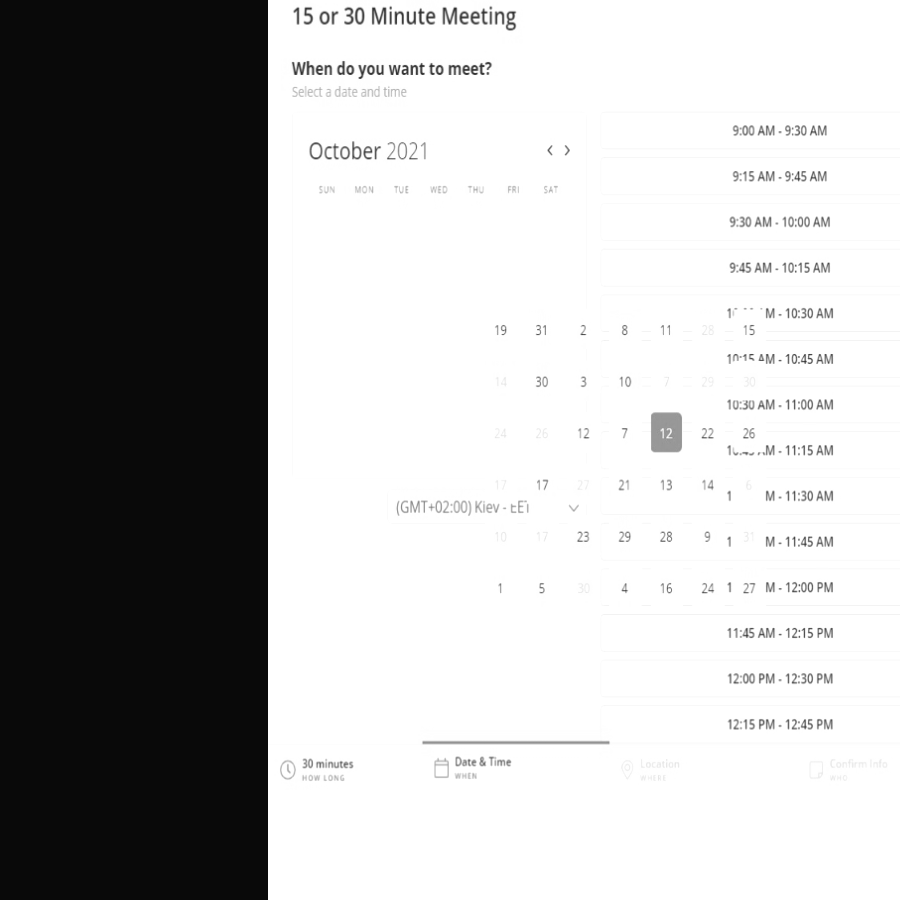 15 or 30 Minute Meeting
When do you want to meet?
Select a date and time
October 2021
SUN MON TUE WED THU FRI SAT
9:00 AM - 9:30 AM
9:15 AM - 9:45 AM
9:30 AM - 10:00 AM
9:45 AM - 10:15 AM
M - 10:30 AM
19 31 2 8 11 28 15
10:15 AM - 10:45 AM
14 30 3 10 7 29 30
10:30 AM - 11:00 AM
24 26 12 7 12 22 26
M - 11:15 AM
17 17 27 21 13 14 6
1 M - 11:30 AM
(GMT+02:00) Kiev - EET
10 17 23 29 28 9 31
1 M - 11:45 AM
1 5 30 4 16 24 27
1 M - 12:00 PM
11:45 AM - 12:15 PM
12:00 PM - 12:30 PM
12:15 PM - 12:45 PM
30 minutes
HOW LONG
Date & Time
WHEN
Location
WHERE
Confirm Info
WHO